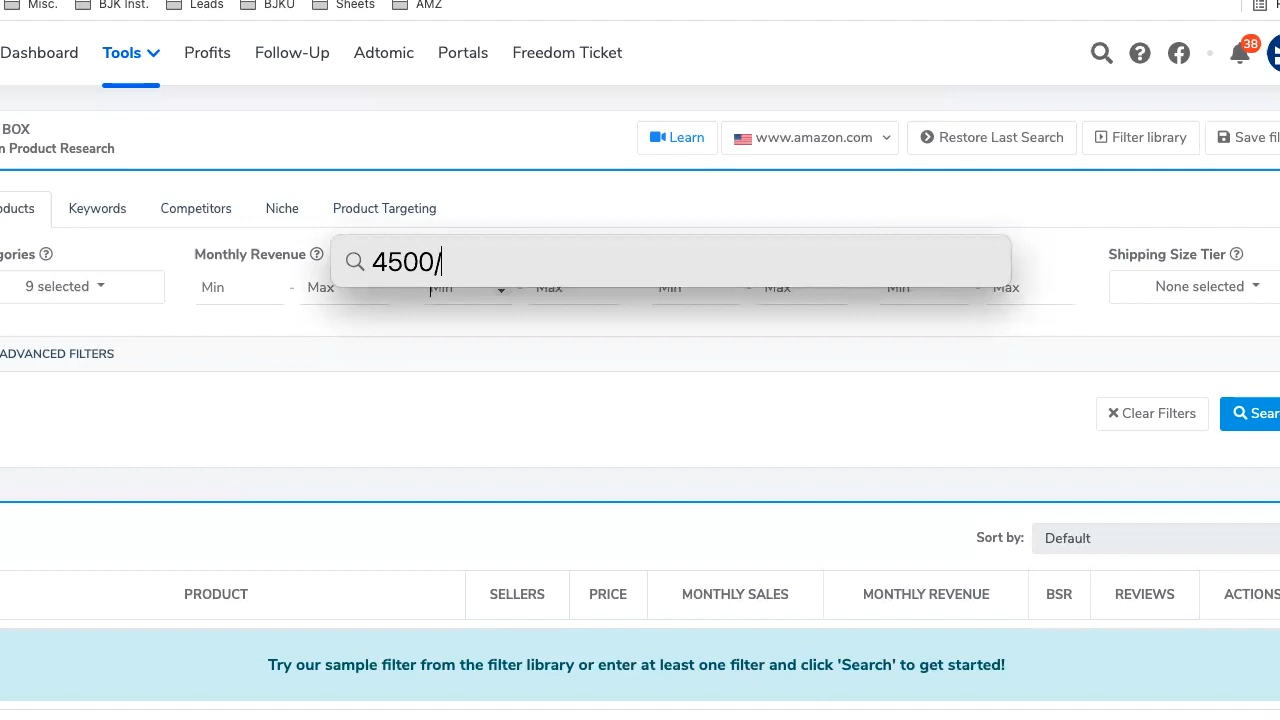 Misc. BJK Inst. Leads BJKU Sheets AMZ
Dashboard Tools Profits Follow-Up Adtomic Portals Freedom Ticket 38
BOX
n Product Research
Learn www.amazon.com Restore Last Search Filter library Save fil
oducts Keywords Competitors Niche Product Targeting
gories Monthly Revenue Shipping Size Tier
4500/
9 selected Min - Max Min - Max Min - Max Min - Max None selected
ADVANCED FILTERS
Clear Filters Sear
Sort by: Default
PRODUCT SELLERS PRICE MONTHLY SALES MONTHLY REVENUE BSR REVIEWS ACTIONS
Try our sample filter from the filter library or enter at least one filter and click 'Search' to get started!